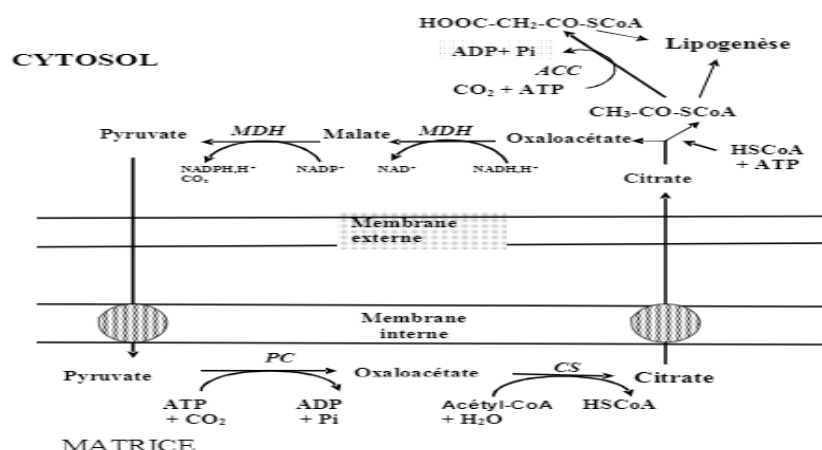 HOOC-CH₂-CO-SCoA
ADP+ Pi
Lipogenèse
CYTOSOL
ACC
CO₂ + ATP
CH₃-CO-SCoA
Pyruvate
MDH
Malate
MDH
Oxaloacétate
HSCoA
+ ATP
NADPH,H⁺
CO₂
NADP⁺
NAD⁺
NADH,H⁺
Citrate
Membrane
externe
Membrane
interne
Pyruvate
PC
Oxaloacétate
CS
Citrate
ATP
+ CO₂
ADP
+ Pi
Acétyl-CoA
+ H₂O
HSCoA
MATRICE